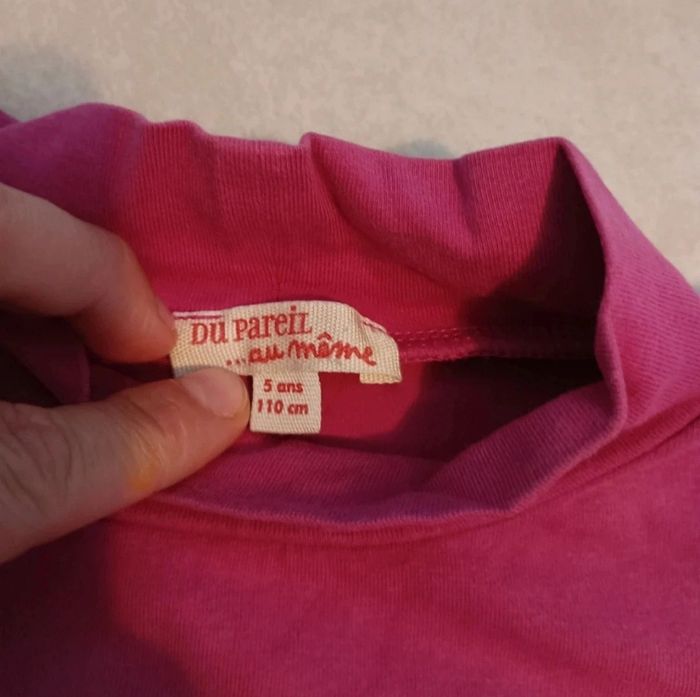 DU PAREIL
...au même
5 ans
110 cm